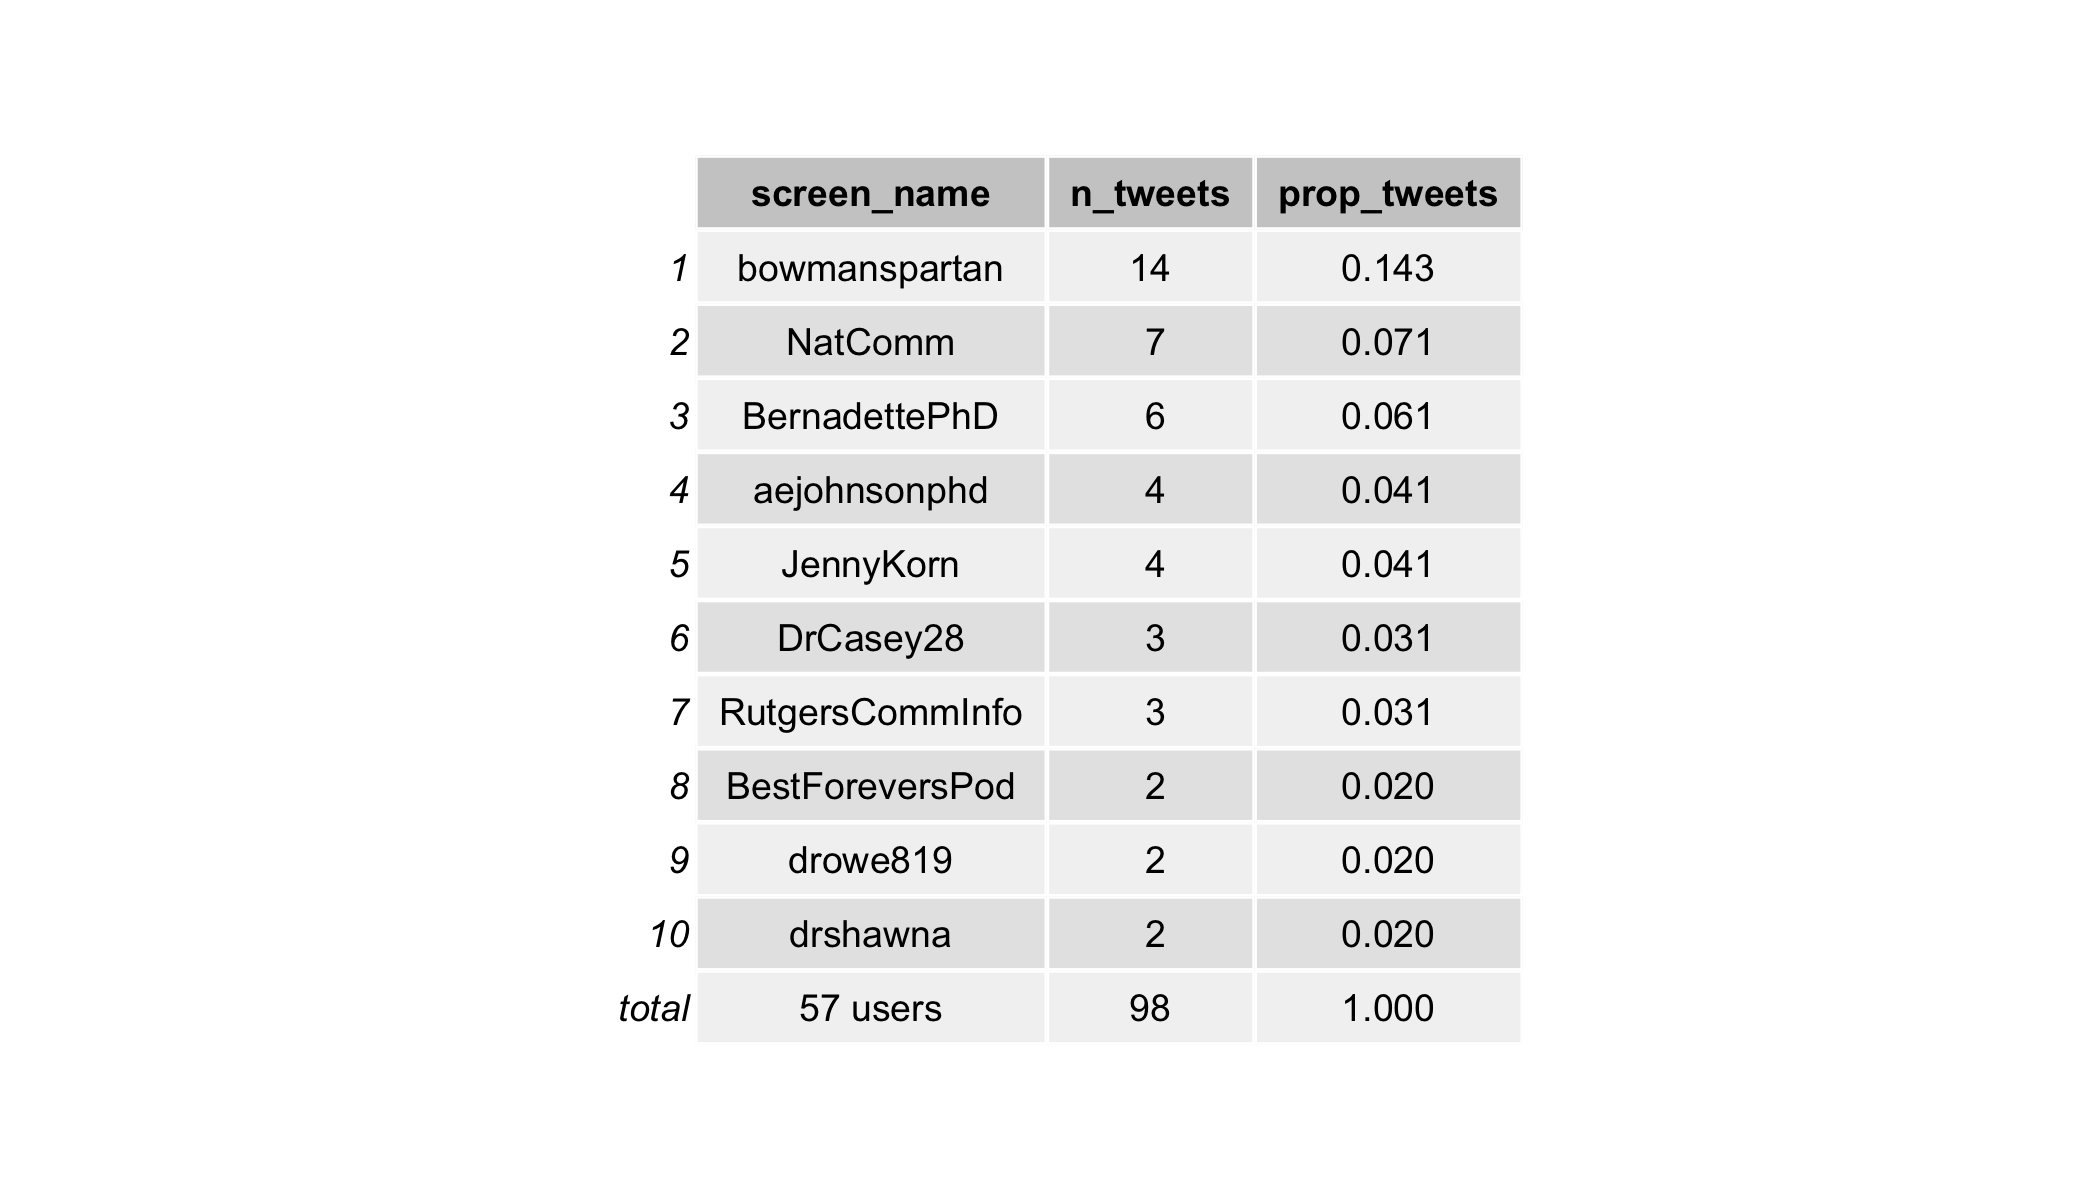 screen_name n_tweets prop_tweets
1 bowmanspartan 14 0.143
2 NatComm 7 0.071
3 BernadettePhD 6 0.061
4 aejohnsonphd 4 0.041
5 JennyKorn 4 0.041
6 DrCasey28 3 0.031
7 RutgersCommInfo 3 0.031
8 BestForeversPod 2 0.020
9 drowe819 2 0.020
10 drshawna 2 0.020
total 57 users 98 1.000